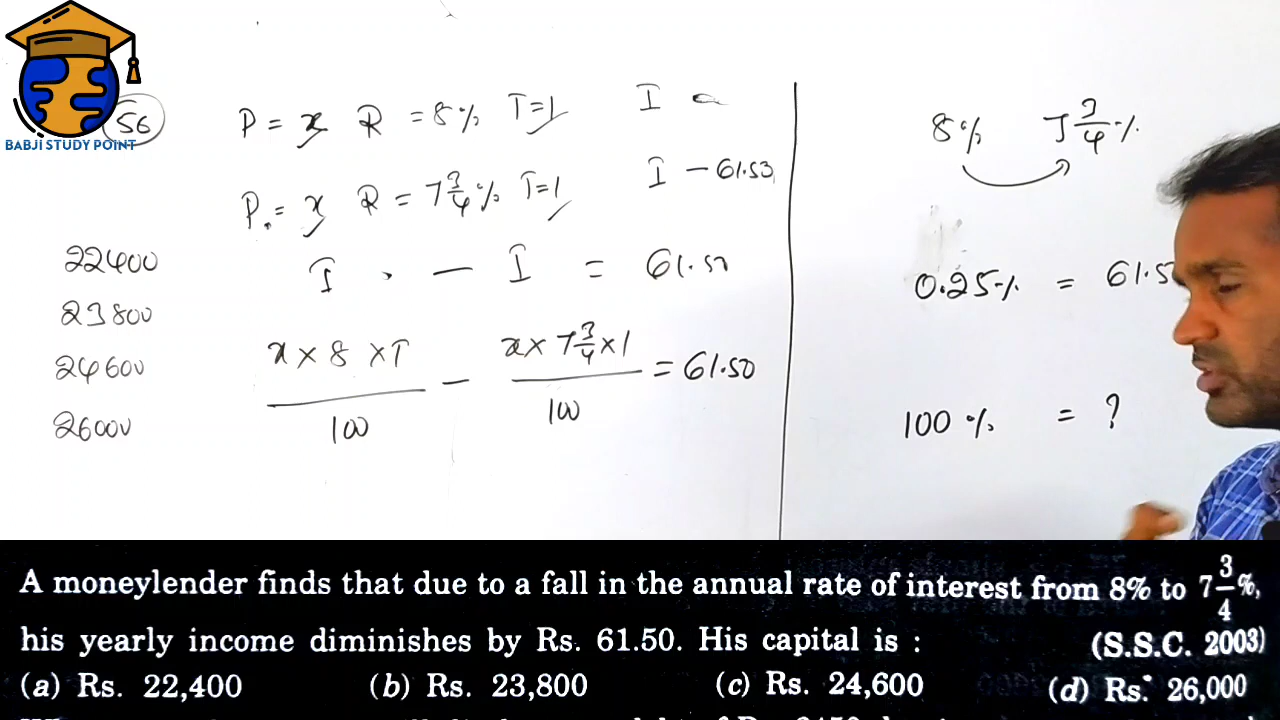 56
BABJI STUDY POINT
P = x R = 8% T=1 I
P. = x R = 7 3/4 % T=1 I – 61.50
I – I = 61.50
x × 8 × T / 100 – x × 7 3/4 × 1 / 100 = 61.50
22400
23800
24600
26000
8% 7 3/4 %
0.25% = 61.5
100 % = ?
A moneylender finds that due to a fall in the annual rate of interest from 8% to 7 3/4 %,
his yearly income diminishes by Rs. 61.50. His capital is : (S.S.C. 2003)
(a) Rs. 22,400 (b) Rs. 23,800 (c) Rs. 24,600 (d) Rs. 26,000